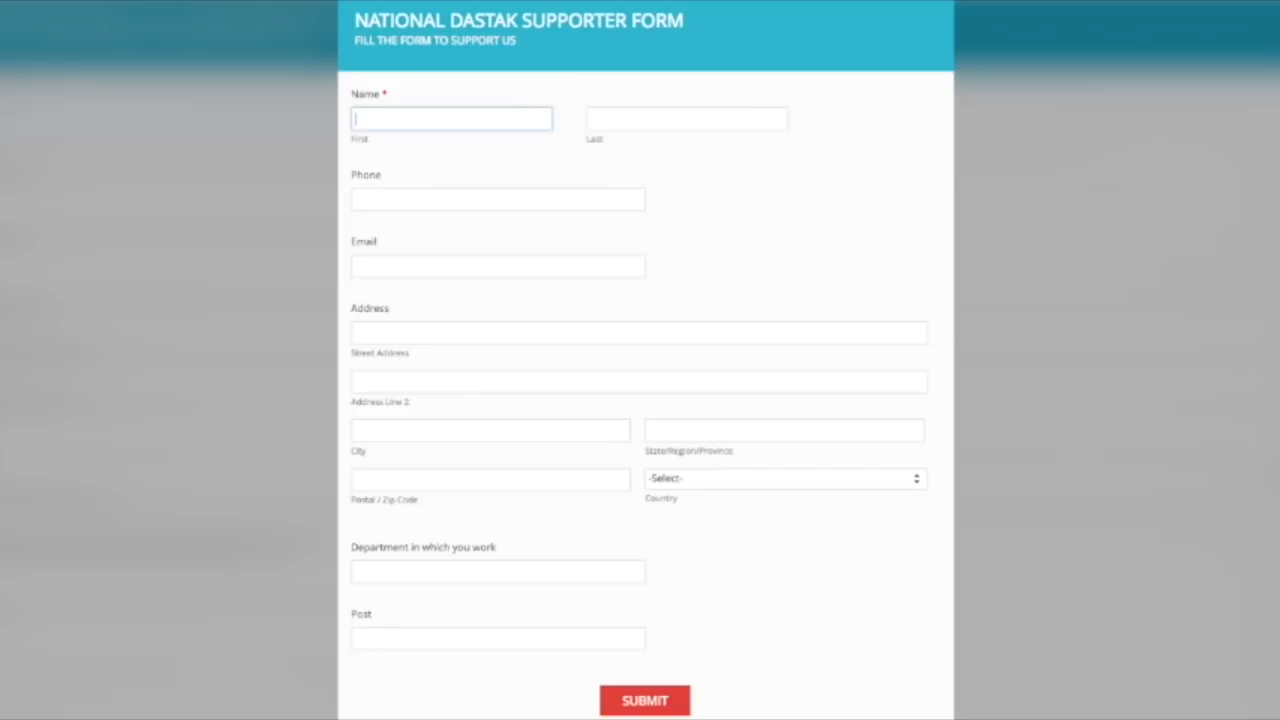 NATIONAL DASTAK SUPPORTER FORM
FILL THE FORM TO SUPPORT US
Name *
First Last
Phone
Email
Address
Street Address
Address Line 2
City State/Region/Province
Postal / Zip Code -Select-
Country
Department in which you work
Post
SUBMIT